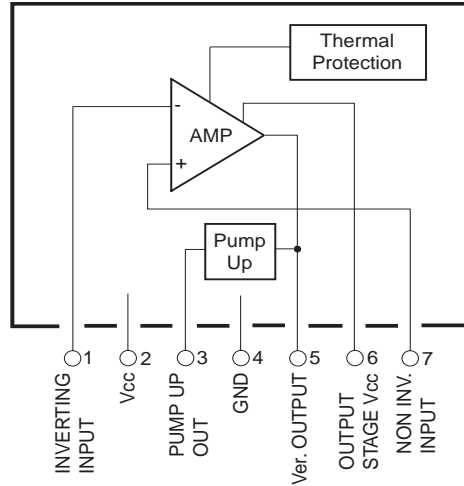 Thermal
Protection
-
AMP
+
Pump
Up
1
2
3
4
5
6
7
INVERTING
INPUT
Vcc
PUMP UP
OUT
GND
Ver. OUTPUT
OUTPUT
STAGE Vcc
NON INV.
INPUT